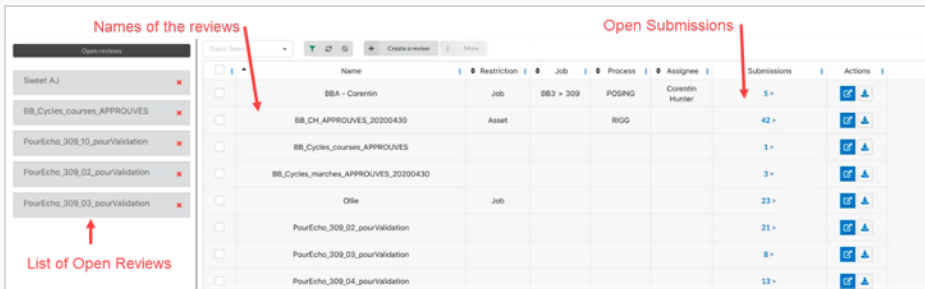 Names of the reviews
Open Submissions
Open reviews
Quick Search
Create a review
More
Sweet AJ
BB_Cycles_courses_APPROUVES
PourEcho_309_10_pourValidation
PourEcho_309_02_pourValidation
PourEcho_309_03_pourValidation
List of Open Reviews
Name Restriction Job Process Assignee Submissions Actions
BBA - Corentin Job BB3 > 309 POSING Corentin Hunter 5 >
BB_CH_APPROUVES_20200430 Asset RIGG 42 >
BB_Cycles_courses_APPROUVES 1 >
BB_Cycles_marches_APPROUVES_20200430 3 >
Ollie Job 23 >
PourEcho_309_02_pourValidation 21 >
PourEcho_309_03_pourValidation 8 >
PourEcho_309_04_pourValidation 13 >